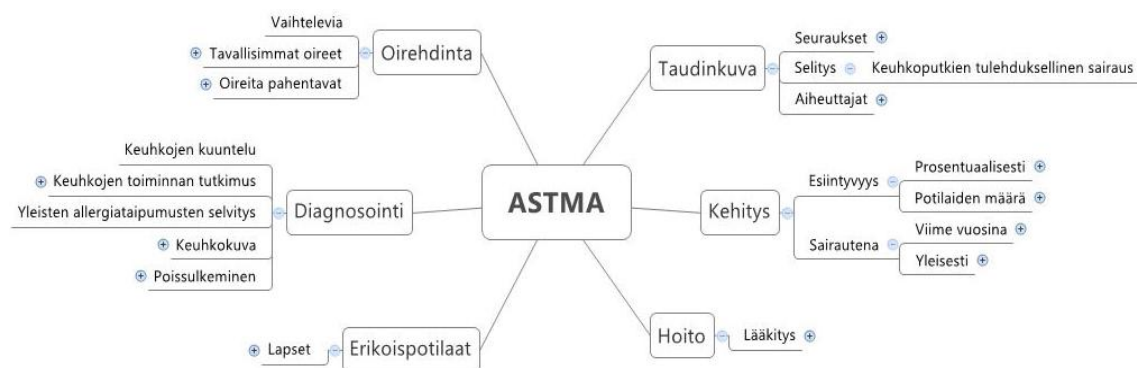 ASTMA
Oirehdinta
Vaihtelevia
Tavallisimmat oireet
Oireita pahentavat
Diagnosointi
Keuhkojen kuuntelu
Keuhkojen toiminnan tutkimus
Yleisten allergiataipumusten selvitys
Keuhkokuva
Poissulkeminen
Erikoispotilaat
Lapset
Taudinkuva
Seuraukset
Selitys
Keuhkoputkien tulehduksellinen sairaus
Aiheuttajat
Kehitys
Esiintyvyys
Prosentuaalisesti
Potilaiden määrä
Sairautena
Viime vuosina
Yleisesti
Hoito
Lääkitys